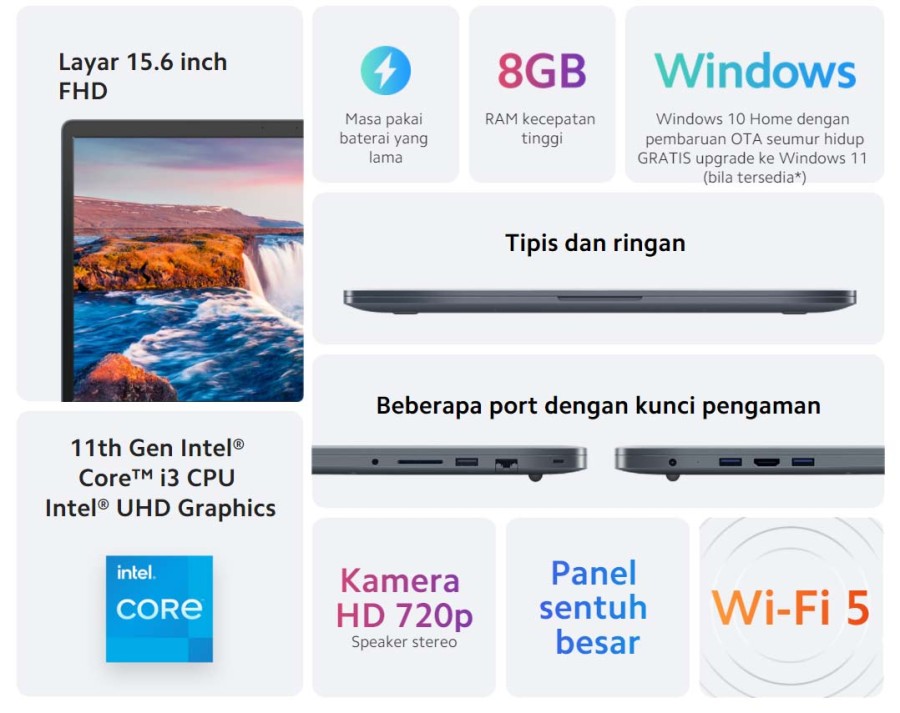 Layar 15.6 inch
FHD
Masa pakai
baterai yang
lama
8GB
RAM kecepatan
tinggi
Windows
Windows 10 Home dengan
pembaruan OTA seumur hidup
GRATIS upgrade ke Windows 11
(bila tersedia*)
Tipis dan ringan
Beberapa port dengan kunci pengaman
11th Gen Intel®
Core™ i3 CPU
Intel® UHD Graphics
intel.
CORE
Kamera
HD 720p
Speaker stereo
Panel
sentuh
besar
Wi-Fi 5